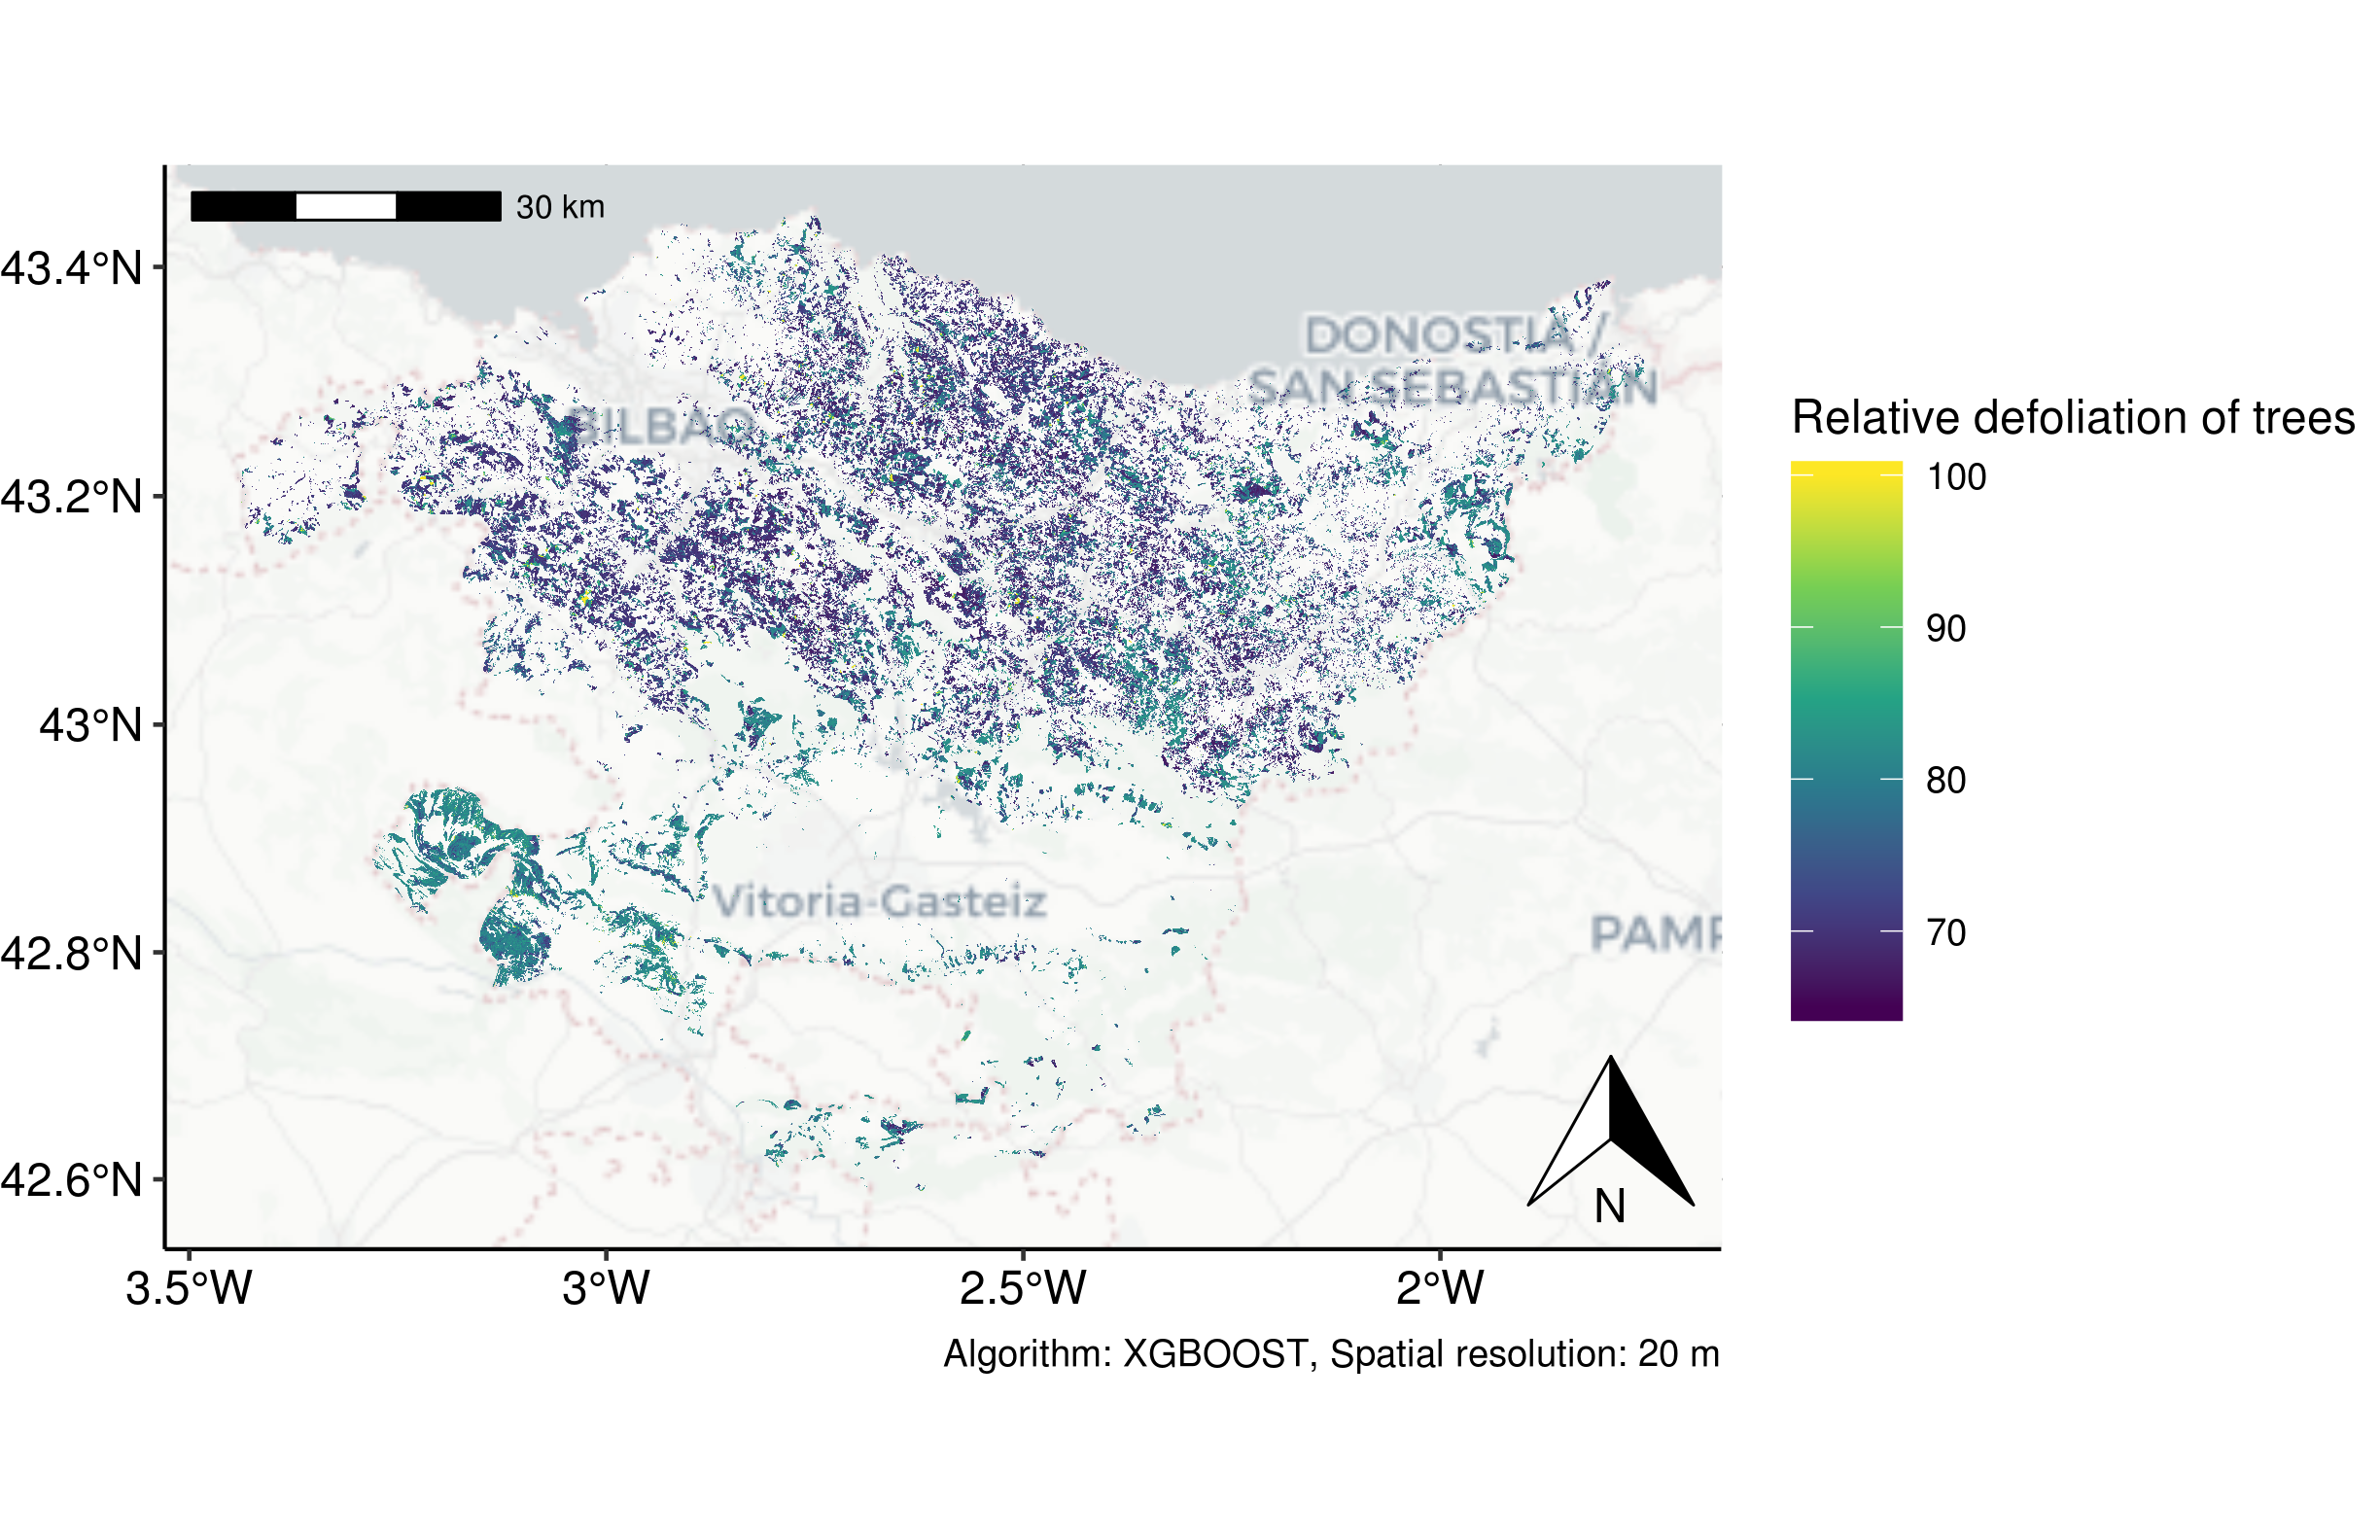 30 km
43.4°N
DONOSTIA /
SAN SEBASTIÁN
Relative defoliation of trees
BILBAO
100
43.2°N
90
43°N
80
Vitoria-Gasteiz
70
PAMP
42.8°N
42.6°N
N
3.5°W
3°W
2.5°W
2°W
Algorithm: XGBOOST, Spatial resolution: 20 m